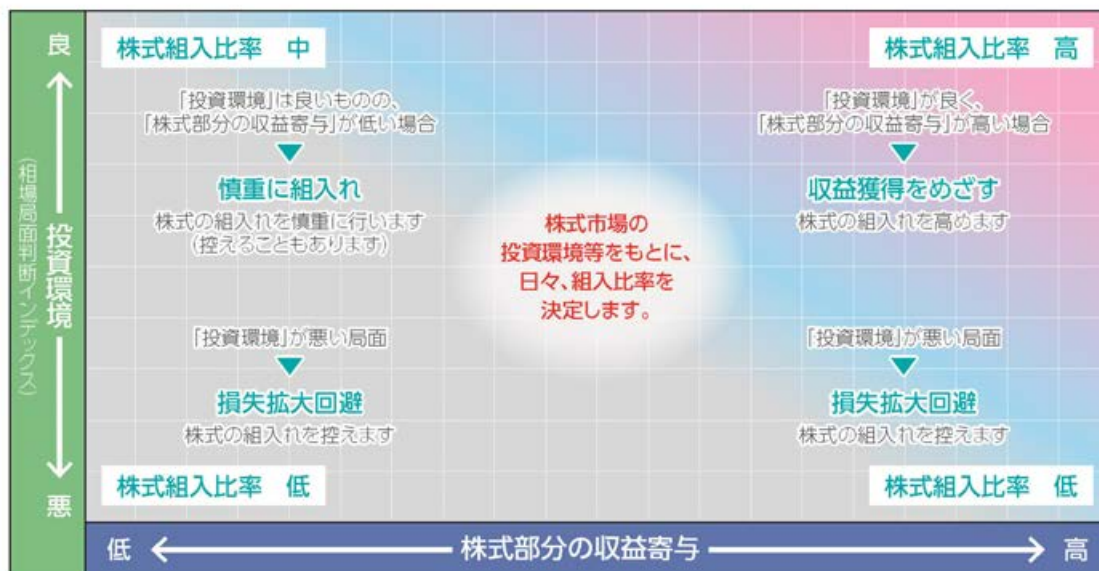 良
投資環境
(相場局面判断インデックス)
悪
株式組入比率 中
「投資環境」は良いものの、
「株式部分の収益寄与」が低い場合
慎重に組入れ
株式の組入れを慎重に行います
(控えることもあります)
株式組入比率 高
「投資環境」が良く、
「株式部分の収益寄与」が高い場合
収益獲得をめざす
株式の組入れを高めます
株式市場の
投資環境等をもとに、
日々、組入比率を
決定します。
「投資環境」が悪い局面
損失拡大回避
株式の組入れを控えます
株式組入比率 低
「投資環境」が悪い局面
損失拡大回避
株式の組入れを控えます
株式組入比率 低
低
株式部分の収益寄与
高